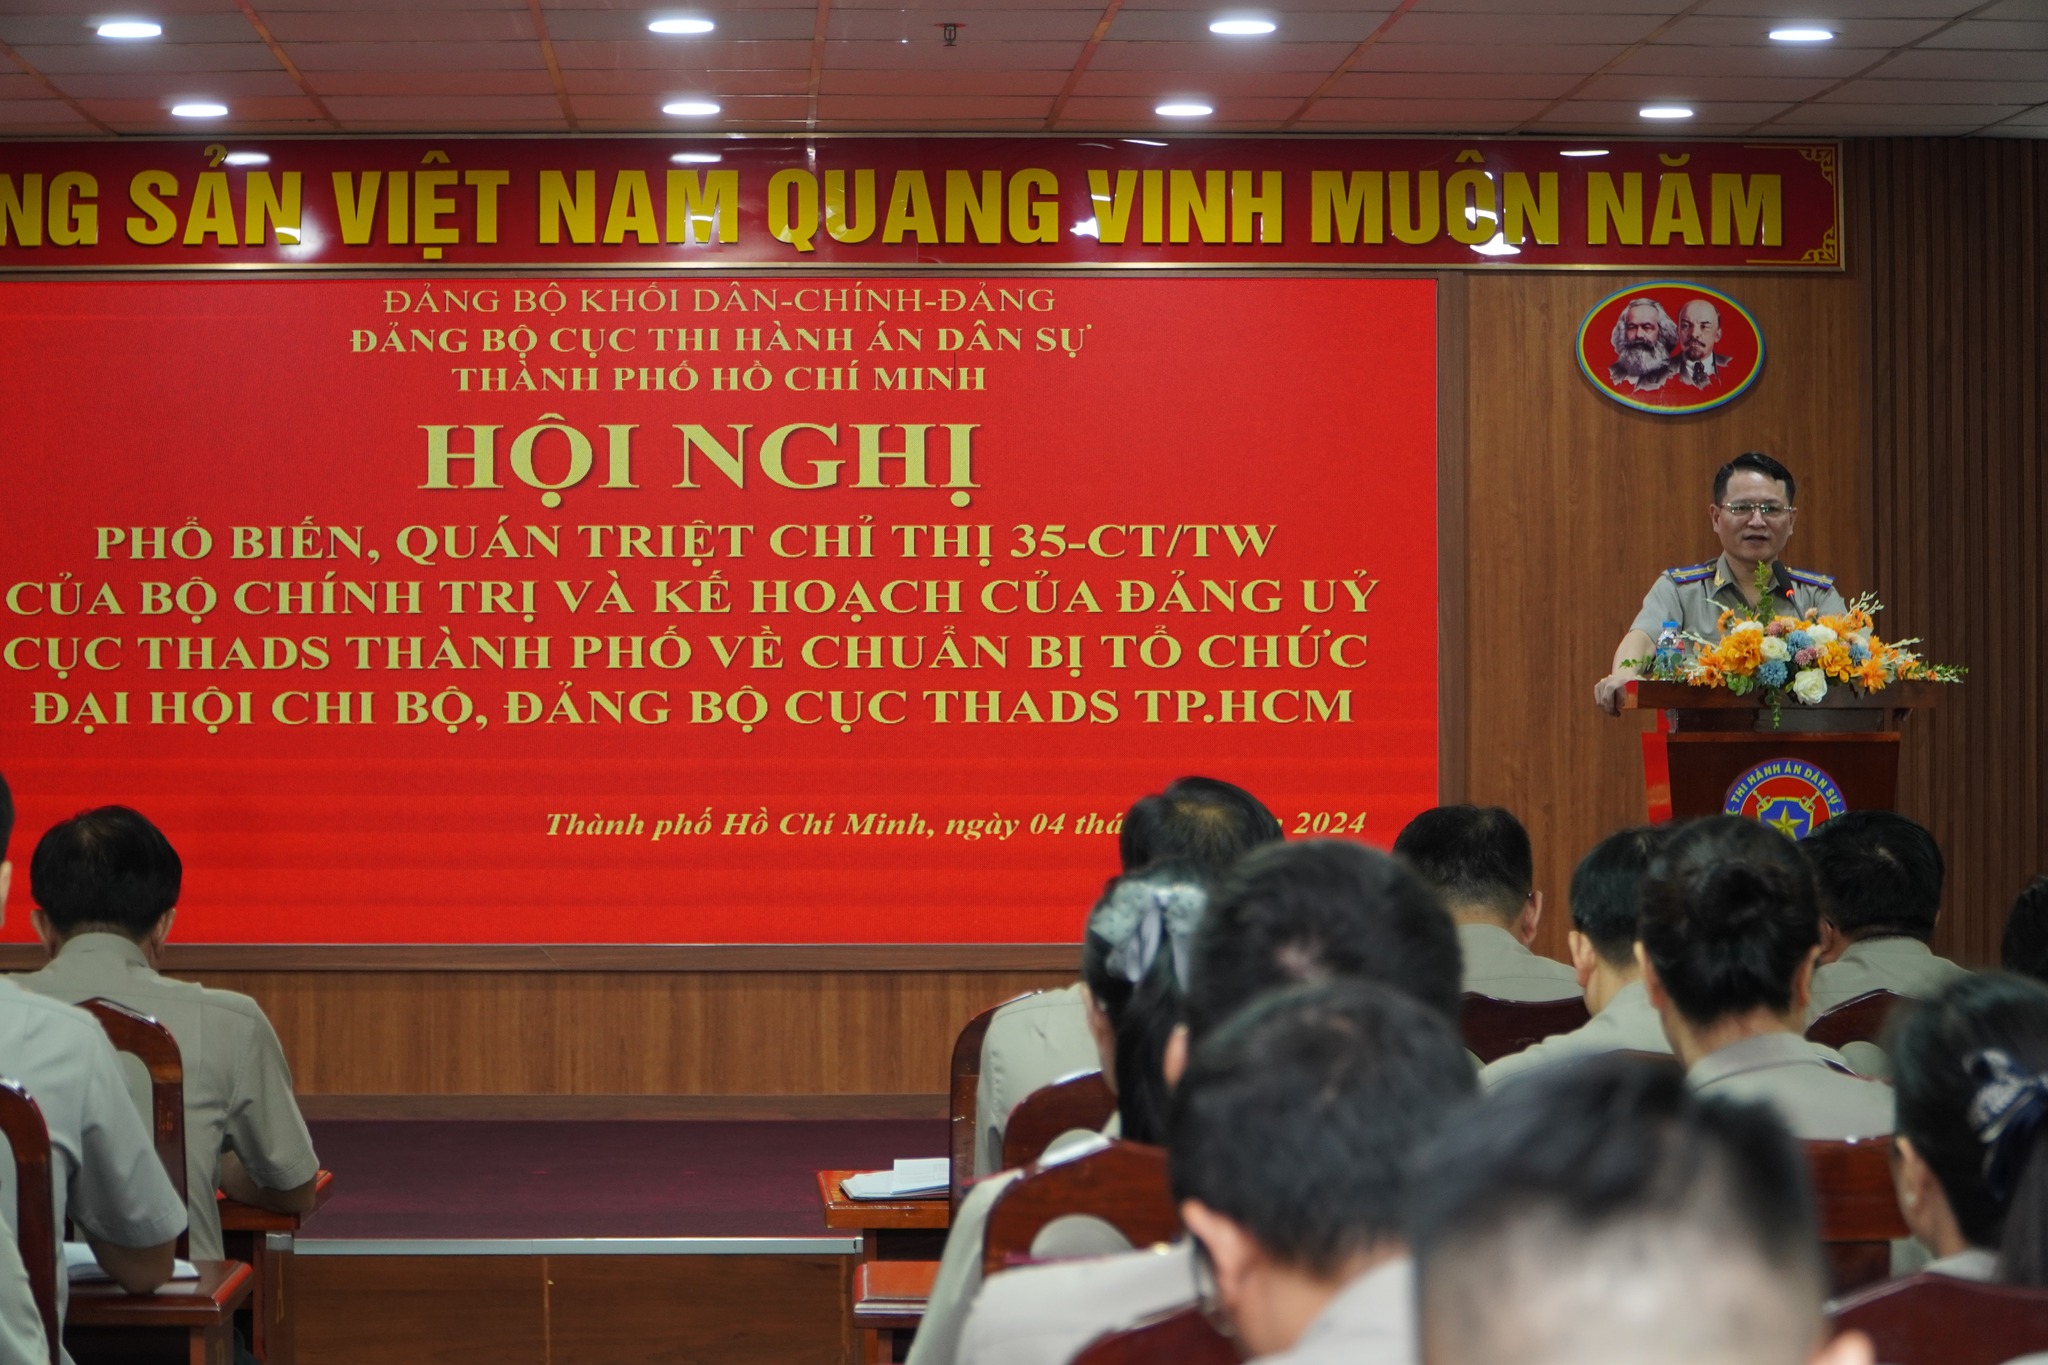 NG SẢN VIỆT NAM QUANG VINH MUÔN NĂM
ĐẢNG BỘ KHỐI DÂN-CHÍNH-ĐẢNG
ĐẢNG BỘ CỤC THI HÀNH ÁN DÂN SỰ
THÀNH PHỐ HỒ CHÍ MINH
HỘI NGHỊ
PHỔ BIẾN, QUÁN TRIỆT CHỈ THỊ 35-CT/TW
CỦA BỘ CHÍNH TRỊ VÀ KẾ HOẠCH CỦA ĐẢNG UỶ
CỤC THADS THÀNH PHỐ VỀ CHUẨN BỊ TỔ CHỨC
ĐẠI HỘI CHI BỘ, ĐẢNG BỘ CỤC THADS TP.HCM
Thành phố Hồ Chí Minh, ngày 04 thá 2024
THI HÀNH ÁN DÂN SỰ